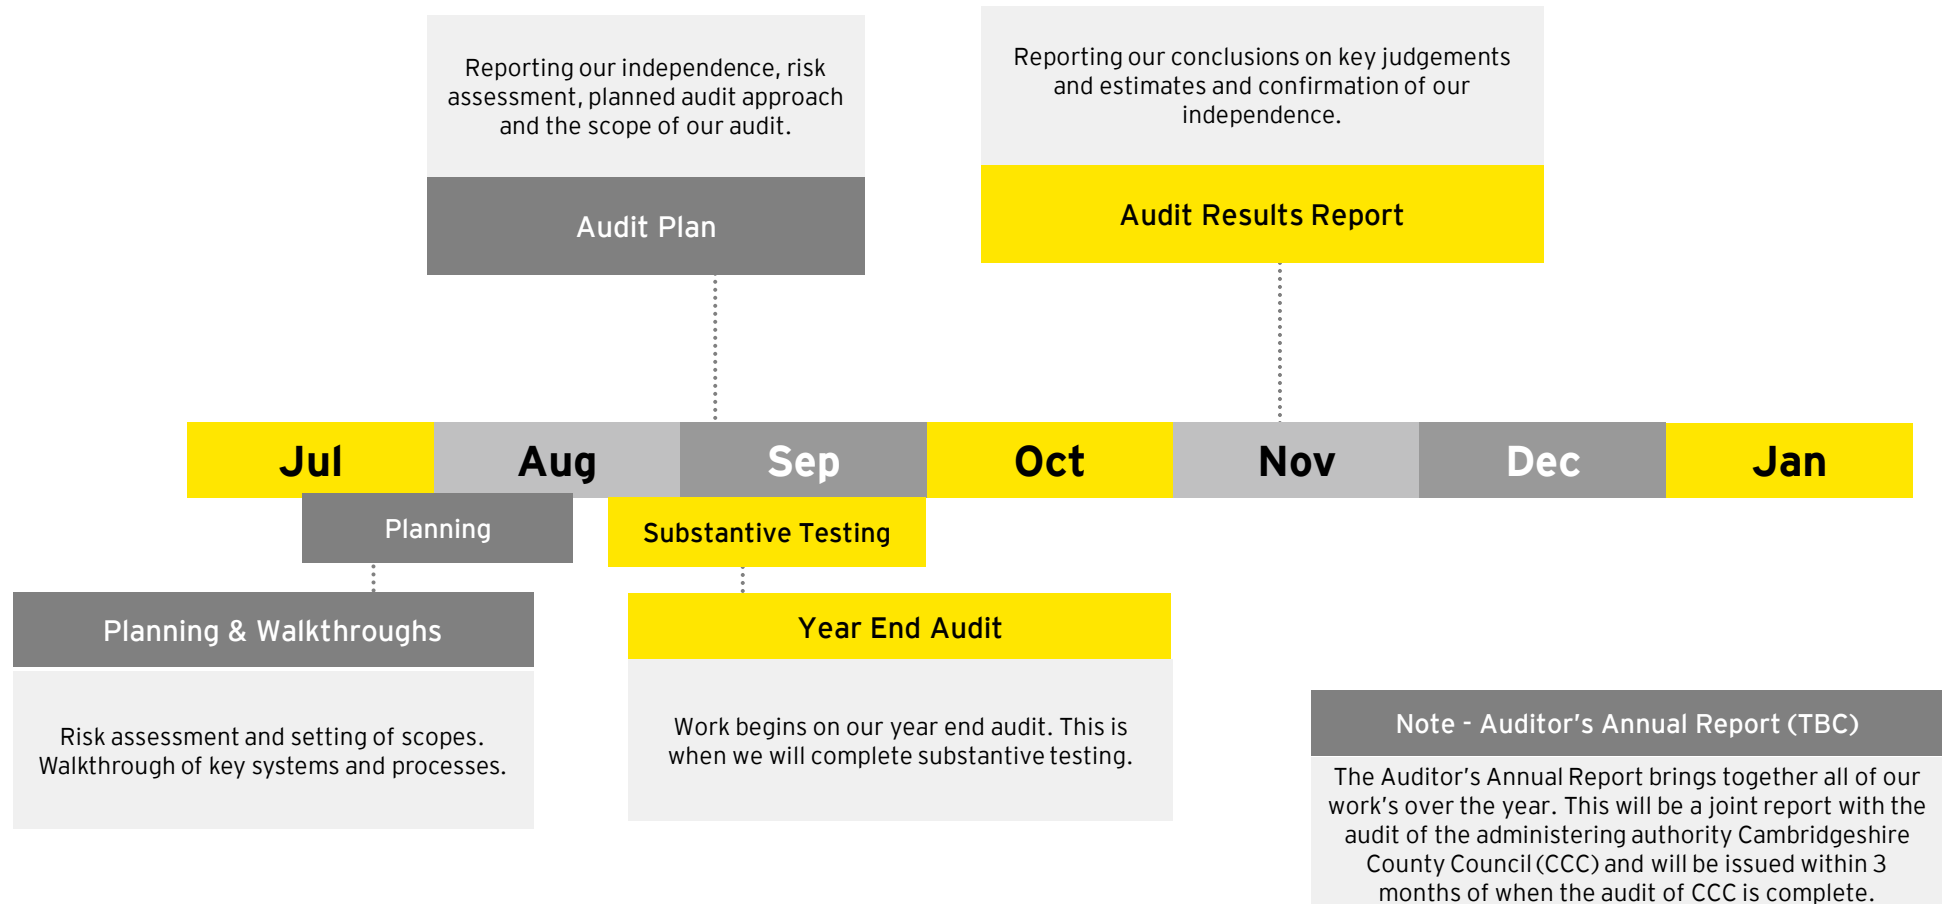 Reporting our independence, risk
assessment, planned audit approach
and the scope of our audit.
Audit Plan
Reporting our conclusions on key judgements
and estimates and confirmation of our
independence.
Audit Results Report
Jul
Aug
Sep
Oct
Nov
Dec
Jan
Planning
Substantive Testing
Planning & Walkthroughs
Risk assessment and setting of scopes.
Walkthrough of key systems and processes.
Year End Audit
Work begins on our year end audit. This is
when we will complete substantive testing.
Note - Auditor’s Annual Report (TBC)
The Auditor’s Annual Report brings together all of our
work’s over the year. This will be a joint report with the
audit of the administering authority Cambridgeshire
County Council (CCC) and will be issued within 3
months of when the audit of CCC is complete.